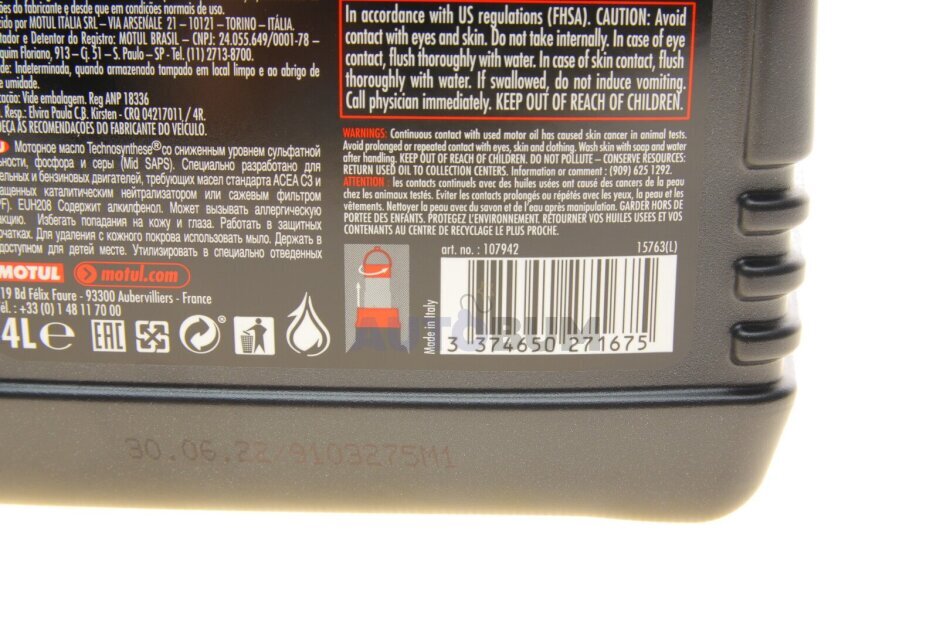 ões do fabricante e desde que em condições normais de uso.
ido por MOTUL ITALIA SRL – VIA ARSENALE 21 – 10121 – TORINO – ITÁLIA.
tador e Detentor do Registro: MOTUL BRASIL – CNPJ: 24.055.649/0001-78 –
quim Floriano, 913 – Cj. 51 – S. Paulo – SP - Tel. (11) 2713-8700.
de: Indeterminada, quando armazenado tampado em local limpo e ao abrigo de
e umidade.
cação: Vide embalagem. Reg ANP 18336
. Resp.: Elvira Paula C.B. Kirsten - CRQ 04217011 / 4R.
DEÇA AS RECOMENDAÇÕES DO FABRICANTE DO VEÍCULO.
U Моторное масло Technosynthese® со сниженным уровнем сульфатной
ьности, фосфора и серы (Mid SAPS). Специально разработано для
ельных и бензиновых двигателей, требующих масел стандарта ACEA C3 и
ащенных каталитическим нейтрализатором или сажевым фильтром
PF). EUH208 Содержит алкилфенол. Может вызывать аллергическую
акцию. Избегать попадания на кожу и глаза. Работать в защитных
рчатках. Для удаления с кожного покрова использовать мыло. Держать в
доступном для детей месте. Утилизировать в специально отведенных
MOTUL motul.com
19 Bd Félix Faure - 93300 Aubervilliers - France
él. : +33 (0) 1 48 11 70 00
4L e EAC
In accordance with US regulations (FHSA). CAUTION: Avoid
contact with eyes and skin. Do not take internally. In case of eye
contact, flush thoroughly with water. In case of skin contact, flush
thoroughly with water. If swallowed, do not induce vomiting.
Call physician immediately. KEEP OUT OF REACH OF CHILDREN.
WARNINGS: Continuous contact with used motor oil has caused skin cancer in animal tests.
Avoid prolonged or repeated contact with eyes, skin and clothing. Wash skin with soap and water
after handling. KEEP OUT OF REACH OF CHILDREN. DO NOT POLLUTE – CONSERVE RESOURCES:
RETURN USED OIL TO COLLECTION CENTERS. Information or comment : (909) 625 1292.
ATTENTION : les contacts continuels avec des huiles usées ont causé des cancers de la peau
chez les animaux testés. Eviter les contacts prolongés ou répétés avec les yeux, la peau et les
vêtements. Nettoyer la peau avec du savon et de l'eau après manipulation. GARDER HORS DE
PORTEE DES ENFANTS. PROTEGEZ L'ENVIRONNEMENT. RETOURNER VOS HUILES USEES ET VOS
CONTENANTS AU CENTRE DE RECYCLAGE LE PLUS PROCHE.
art. no. : 107942 15763(L)
Made in Italy
3 374650 271675
AUTORUM
30.06.22 9103275M1